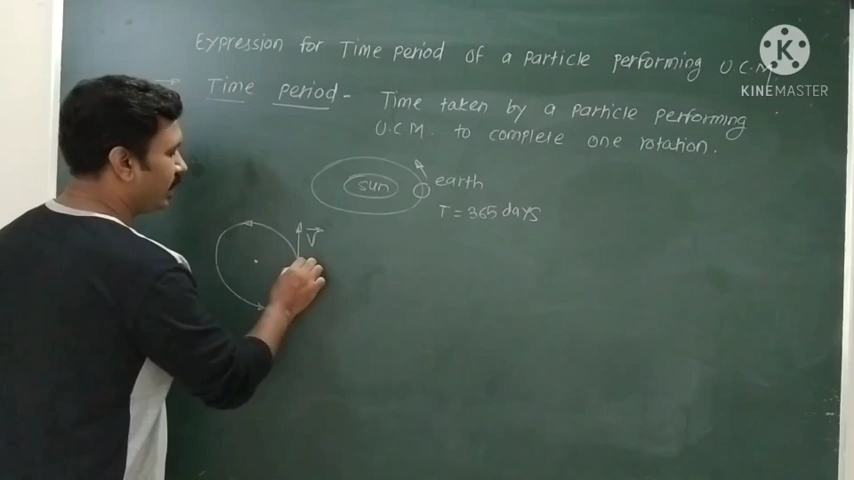 Expression for Time period of a particle performing U.C.M
K
KINEMASTER
Time period - Time taken by a particle performing
U.C.M. to complete one rotation.
sun
earth
T = 365 days
V